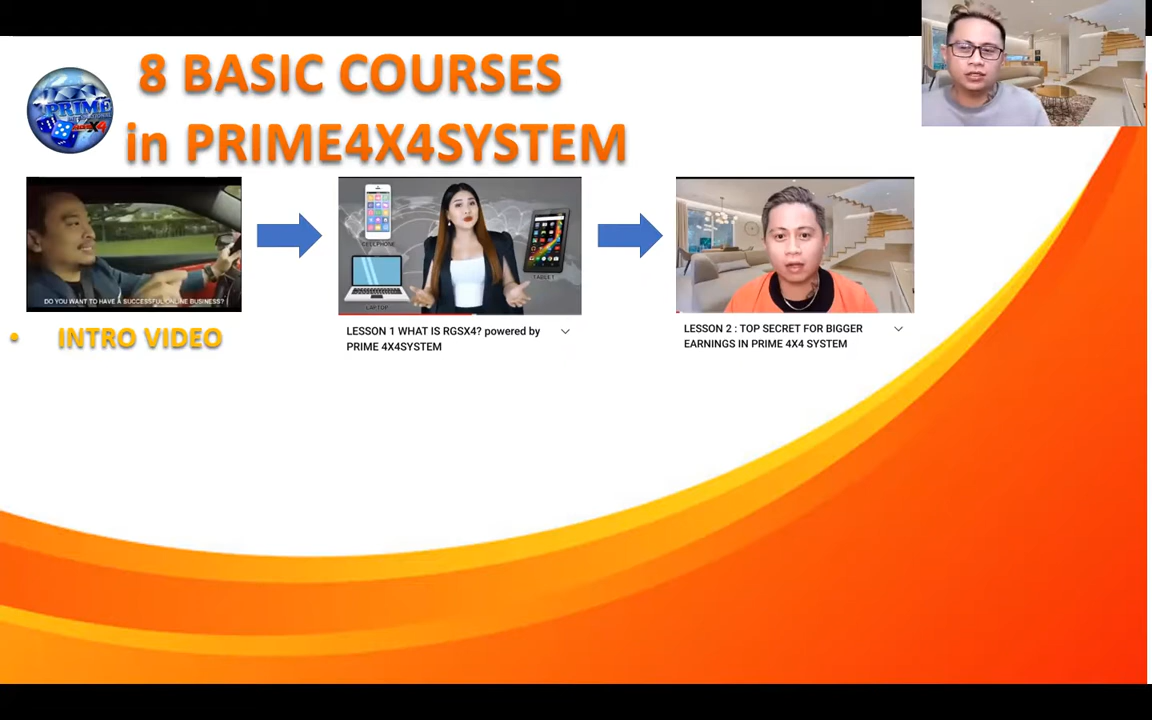 8 BASIC COURSES
in PRIME4X4SYSTEM
PRIME
X4
CELLPHONE
LAPTOP
TABLET
DO YOU WANT TO HAVE A SUCCESSFUL ONLINE BUSINESS?
• INTRO VIDEO
LESSON 1 WHAT IS RGSX4? powered by
PRIME 4X4SYSTEM
LESSON 2 : TOP SECRET FOR BIGGER
EARNINGS IN PRIME 4X4 SYSTEM